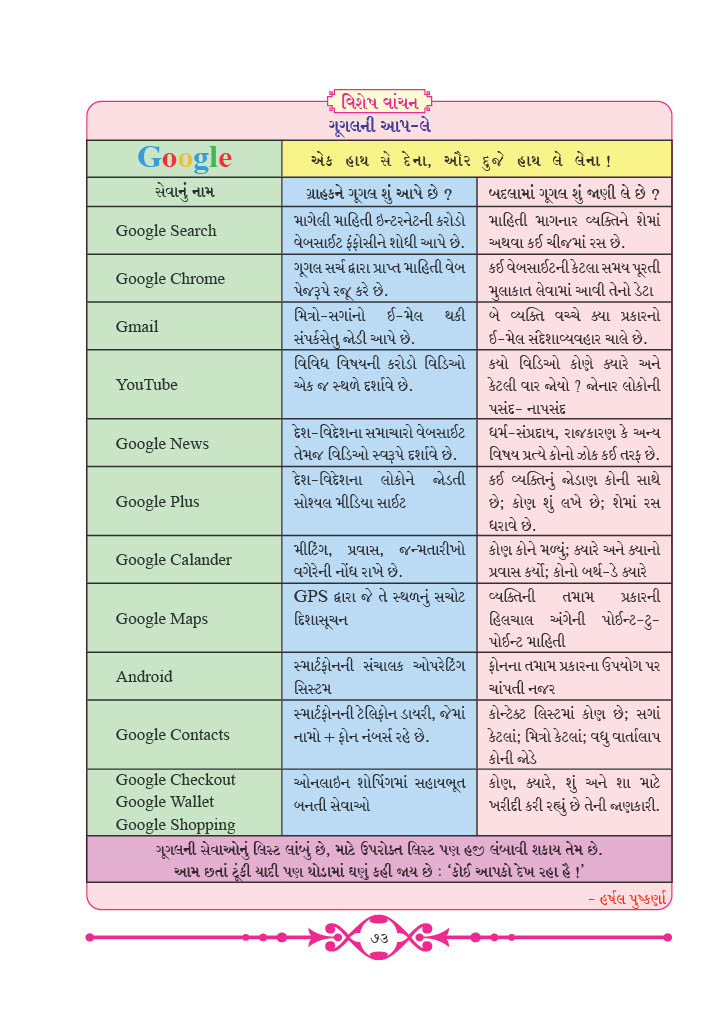 વિશેષ વાંચન
ગૂગલની આપ-લે
Google
એક હાથ સે દેના, ઔર દુજે હાથ લે લેના !
સેવાનું નામ
ગ્રાહકને ગૂગલ શું આપે છે ?
બદલામાં ગૂગલ શું જાણી લે છે ?
Google Search
માગેલી માહિતી ઇન્ટરનેટની કરોડો
વેબસાઈટ ફંફોસીને શોધી આપે છે.
માહિતી માગનાર વ્યક્તિને શેમાં
અથવા કઈ ચીજમાં રસ છે.
Google Chrome
ગૂગલ સર્ચ દ્વારા પ્રાપ્ત માહિતી વેબ
પેજરૂપે રજૂ કરે છે.
કઈ વેબસાઈટની કેટલા સમય પૂરતી
મુલાકાત લેવામાં આવી તેનો ડેટા
Gmail
મિત્રો-સગાંનો ઈ-મેલ થકી
સંપર્કસેતુ જોડી આપે છે.
બે વ્યક્તિ વચ્ચે ક્યા પ્રકારનો
ઈ-મેલ સંદેશાવ્યવહાર ચાલે છે.
YouTube
વિવિધ વિષયની કરોડો વિડિઓ
એક જ સ્થળે દર્શાવે છે.
કયો વિડિઓ કોણે ક્યારે અને
કેટલી વાર જોયો ? જોનાર લોકોની
પસંદ- નાપસંદ
Google News
દેશ-વિદેશના સમાચારો વેબસાઈટ
તેમજ વિડિઓ સ્વરૂપે દર્શાવે છે.
ધર્મ-સંપ્રદાય, રાજકારણ કે અન્ય
વિષય પ્રત્યે કોનો ઝોક કઈ તરફ છે.
Google Plus
દેશ-વિદેશના લોકોને જોડતી
સોશ્યલ મીડિયા સાઈટ
કઈ વ્યક્તિનું જોડાણ કોની સાથે
છે; કોણ શું લખે છે; શેમાં રસ
ધરાવે છે.
Google Calander
મીટિંગ, પ્રવાસ, જન્મતારીખો
વગેરેની નોંધ રાખે છે.
કોણ કોને મળ્યું; ક્યારે અને ક્યાનો
પ્રવાસ કર્યો; કોનો બર્થ-ડે ક્યારે
Google Maps
GPS દ્વારા જે તે સ્થળનું સચોટ
દિશાસૂચન
વ્યક્તિની તમામ પ્રકારની
હિલચાલ અંગેની પોઈન્ટ-ટુ-
પોઈન્ટ માહિતી
Android
સ્માર્ટફોનની સંચાલક ઓપરેટિંગ
સિસ્ટમ
ફોનના તમામ પ્રકારના ઉપયોગ પર
ચાંપતી નજર
Google Contacts
સ્માર્ટફોનની ટેલિફોન ડાયરી, જેમાં
નામો + ફોન નંબર્સ રહે છે.
કોન્ટેક્ટ લિસ્ટમાં કોણ છે; સગાં
કેટલાં; મિત્રો કેટલાં; વધુ વાર્તાલાપ
કોની જોડે
Google Checkout
Google Wallet
Google Shopping
ઓનલાઇન શોપિંગમાં સહાયભૂત
બનતી સેવાઓ
કોણ, ક્યારે, શું અને શા માટે
ખરીદી કરી રહ્યું છે તેની જાણકારી.
ગૂગલની સેવાઓનું લિસ્ટ લાંબું છે, માટે ઉપરોક્ત લિસ્ટ પણ હજી લંબાવી શકાય તેમ છે.
આમ છતાં ટૂંકી યાદી પણ થોડામાં ઘણું કહી જાય છે : ‘કોઈ આપકો દેખ રહા હૈ !’
- હર્ષલ પુષ્કર્ણા
૭૩